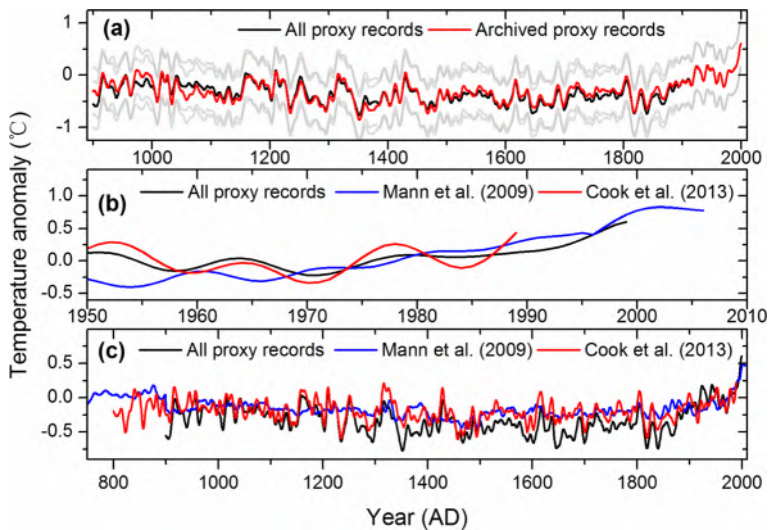 (a) All proxy records Archived proxy records
1
0
-1
1000 1200 1400 1600 1800 2000
(b) All proxy records Mann et al. (2009) Cook et al. (2013)
1.0
0.5
0.0
-0.5
1950 1960 1970 1980 1990 2000 2010
(c) All proxy records Mann et al. (2009) Cook et al. (2013)
0.5
0.0
-0.5
800 1000 1200 1400 1600 1800 2000
Temperature anomaly (℃)
Year (AD)